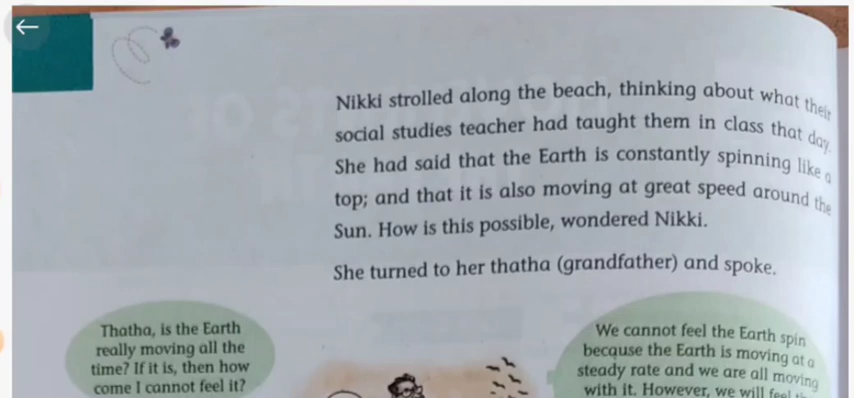 Nikki strolled along the beach, thinking about what their
social studies teacher had taught them in class that day.
She had said that the Earth is constantly spinning like a
top; and that it is also moving at great speed around the
Sun. How is this possible, wondered Nikki.
She turned to her thatha (grandfather) and spoke.
Thatha, is the Earth
really moving all the
time? If it is, then how
come I cannot feel it?
We cannot feel the Earth spin
because the Earth is moving at a
steady rate and we are all moving
with it. However, we will feel